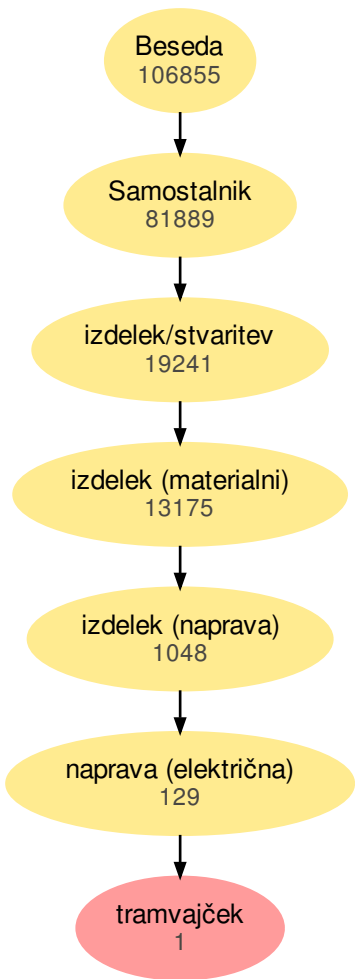 Beseda
106855
Samostalnik
81889
izdelek/stvaritev
19241
izdelek (materialni)
13175
izdelek (naprava)
1048
naprava (električna)
129
tramvajček
1